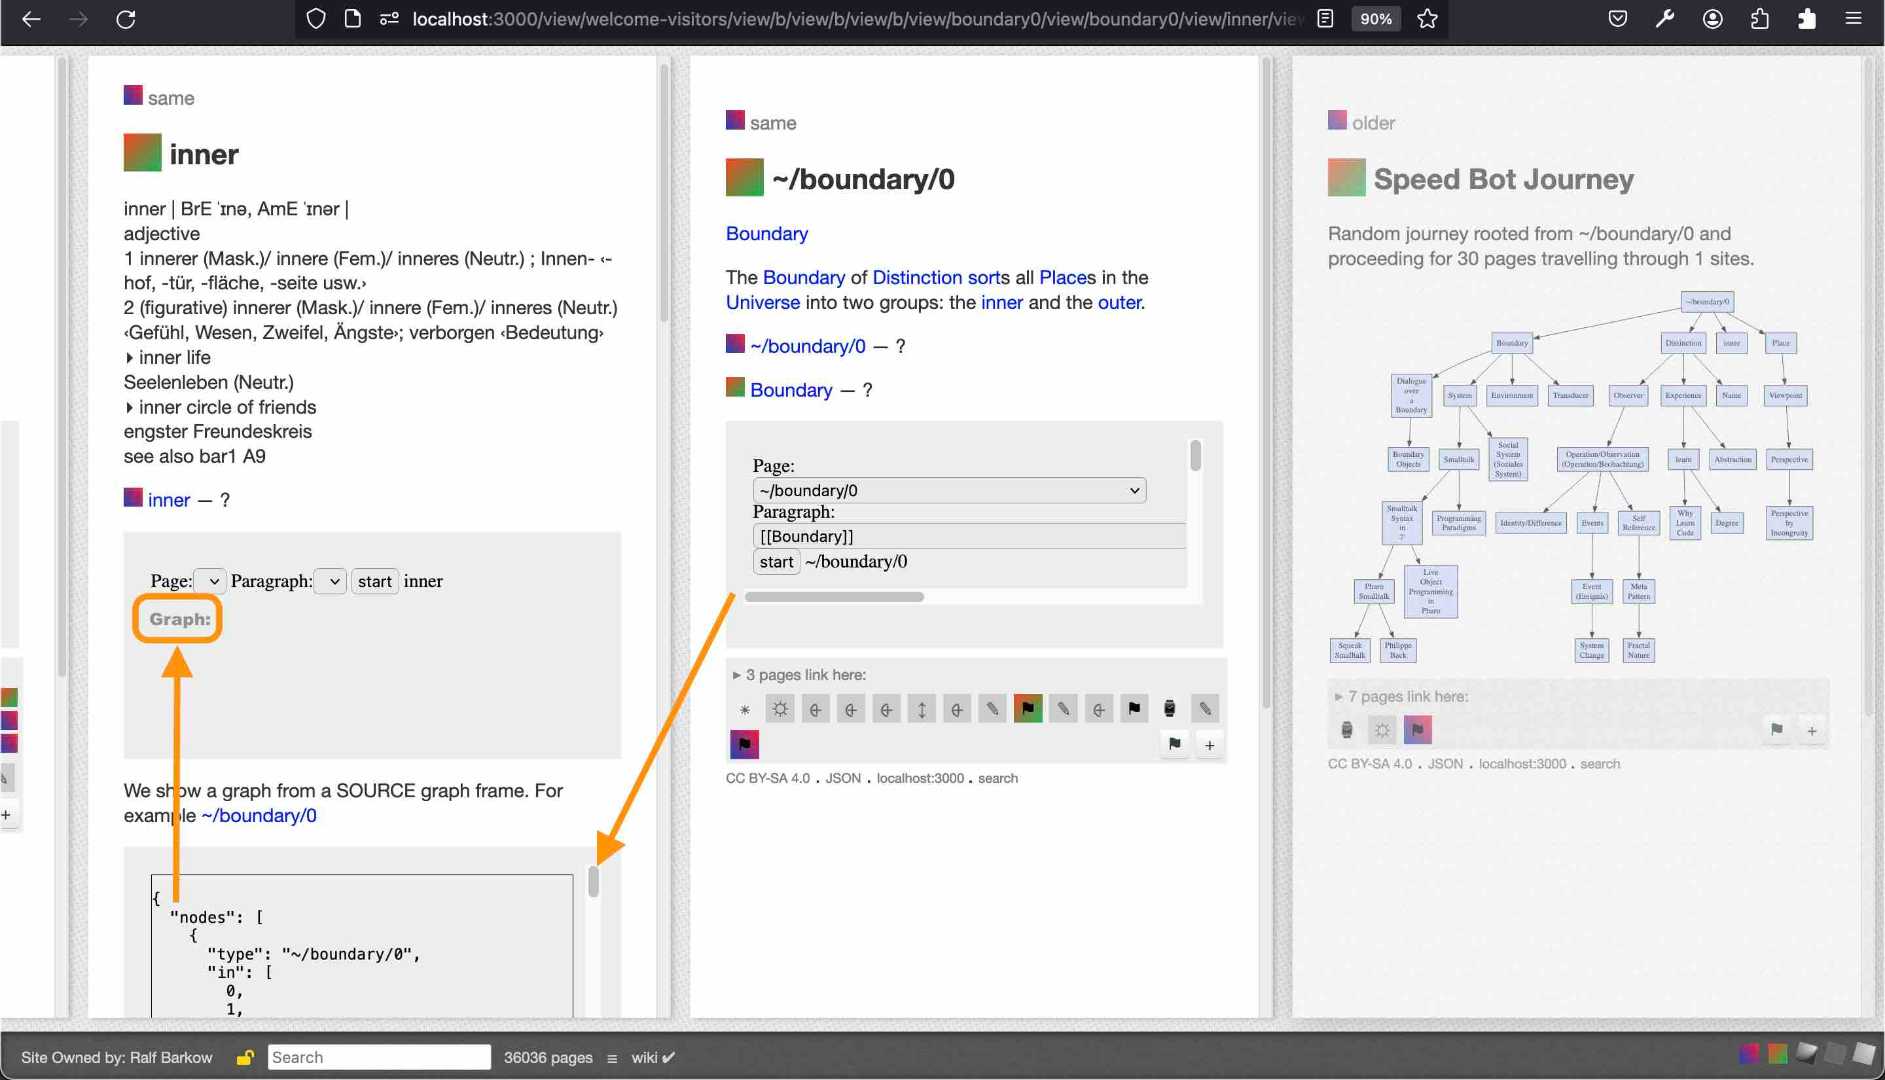 localhost:3000/view/welcome-visitors/view/b/view/b/view/b/view/boundary0/view/boundary0/view/inner/view
90%
same
inner
inner | BrE ˈɪnə, AmE ˈɪnər |
adjective
1 innerer (Mask.)/ innere (Fem.)/ inneres (Neutr.) ; Innen- ‹-
hof, -tür, -fläche, -seite usw.›
2 (figurative) innerer (Mask.)/ innere (Fem.)/ inneres (Neutr.)
‹Gefühl, Wesen, Zweifel, Ängste›; verborgen ‹Bedeutung›
inner life
Seelenleben (Neutr.)
inner circle of friends
engster Freundeskreis
see also bar1 A9
inner — ?
Page: Paragraph: start inner
Graph:
We show a graph from a SOURCE graph frame. For
example ~/boundary/0
{
"nodes": [
{
"type": "~/boundary/0",
"in": [
0,
1,
same
~/boundary/0
Boundary
The Boundary of Distinction sorts all Places in the
Universe into two groups: the inner and the outer.
~/boundary/0 — ?
Boundary — ?
Page:
~/boundary/0
Paragraph:
[[Boundary]]
start ~/boundary/0
3 pages link here:
CC BY-SA 4.0 . JSON . localhost:3000 . search
older
Speed Bot Journey
Random journey rooted from ~/boundary/0 and
proceeding for 30 pages travelling through 1 sites.
~/boundary/0
Boundary
Distinction
inner
Place
Dialogue
over
a
Boundary
System
Environment
Transducer
Observer
Experience
Name
Viewpoint
Boundary
Objects
Smalltalk
Social
System
(Soziales
System)
Operation/Observation
(Operation/Beobachtung)
learn
Abstraction
Perspective
Smalltalk
Syntax
in
Programming
Paradigms
Identity/Difference
Events
Self
Reference
Why
Learn
Code
Degree
Perspective
by
Incongruity
Pharo
Smalltalk
Live
Object
Programming
in
Pharo
Event
(Ereignis)
Meta
Pattern
Squeak
Smalltalk
Philippe
Back
System
Change
Fractal
Nature
7 pages link here:
CC BY-SA 4.0 . JSON . localhost:3000 . search
Site Owned by: Ralf Barkow
Search
36036 pages
wiki